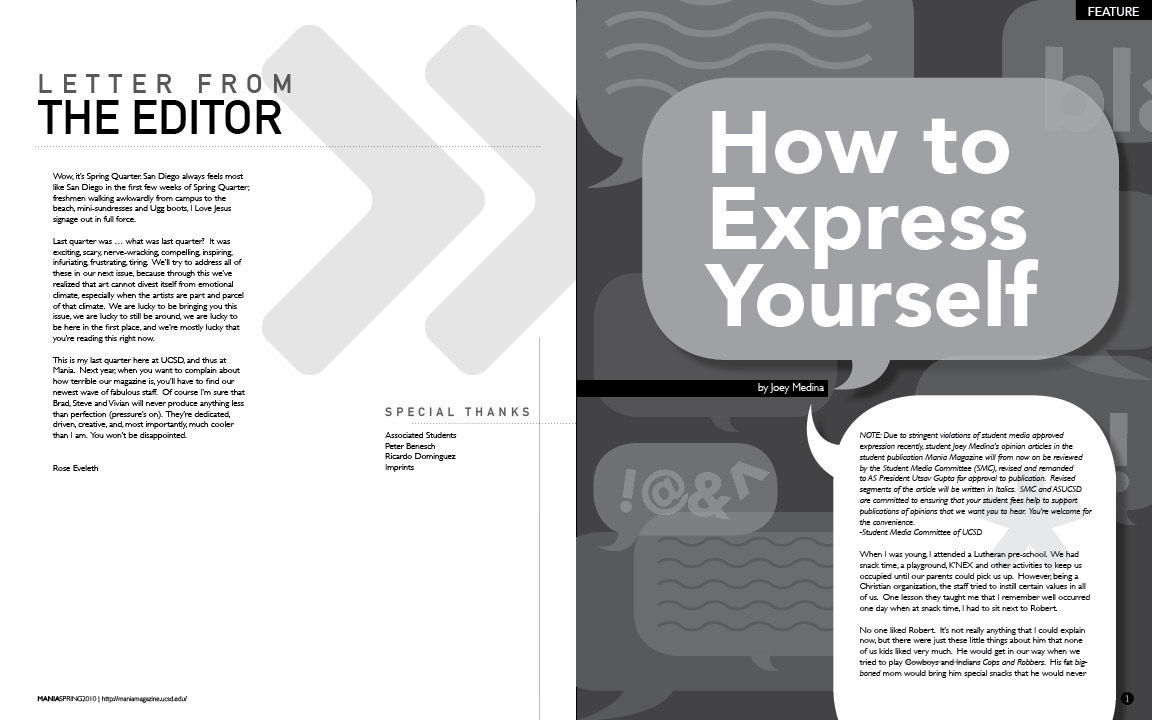 LETTER FROM
THE EDITOR
Wow, it's Spring Quarter. San Diego always feels most
like San Diego in the first few weeks of Spring Quarter;
freshmen walking awkwardly from campus to the
beach, mini-sundresses and Ugg boots, I Love Jesus
signage out in full force.
Last quarter was … what was last quarter? It was
exciting, scary, nerve-wracking, compelling, inspiring,
infuriating, frustrating, tiring. We'll try to address all of
these in our next issue, because through this we've
realized that art cannot divest itself from emotional
climate, especially when the artists are part and parcel
of that climate. We are lucky to be bringing you this
issue, we are lucky to still be around, we are lucky to
be here in the first place, and we're mostly lucky that
you're reading this right now.
This is my last quarter here at UCSD, and thus at
Mania. Next year, when you want to complain about
how terrible our magazine is, you'll have to find our
newest wave of fabulous staff. Of course I'm sure that
Brad, Steve and Vivian will never produce anything less
than perfection (pressure's on). They're dedicated,
driven, creative, and, most importantly, much cooler
than I am. You won't be disappointed.
Rose Eveleth
SPECIAL THANKS
Associated Students
Peter Benesch
Ricardo Dominguez
Imprints
MANIASPRING2010 | http://maniamagazine.ucsd.edu/
FEATURE
bla
How to
Express
Yourself
by Joey Medina
!@&^
!
NOTE: Due to stringent violations of student media approved
expression recently, student Joey Medina's opinion articles in the
student publication Mania Magazine will from now on be reviewed
by the Student Media Committee (SMC), revised and remanded
to AS President Utsav Gupta for approval to publication. Revised
segments of the article will be written in Italics. SMC and ASUCSD
are committed to ensuring that your student fees help to support
publications of opinions that we want you to hear. You're welcome for
the convenience.
-Student Media Committee of UCSD
When I was young, I attended a Lutheran pre-school. We had
snack time, a playground, K'NEX and other activities to keep us
occupied until our parents could pick us up. However, being a
Christian organization, the staff tried to instill certain values in all
of us. One lesson they taught me that I remember well occurred
one day when at snack time, I had to sit next to Robert.
No one liked Robert. It's not really anything that I could explain
now, but there were just these little things about him that none
of us kids liked very much. He would get in our way when we
tried to play Cowboys and Indians Cops and Robbers. His fat big-
boned mom would bring him special snacks that he would never
1